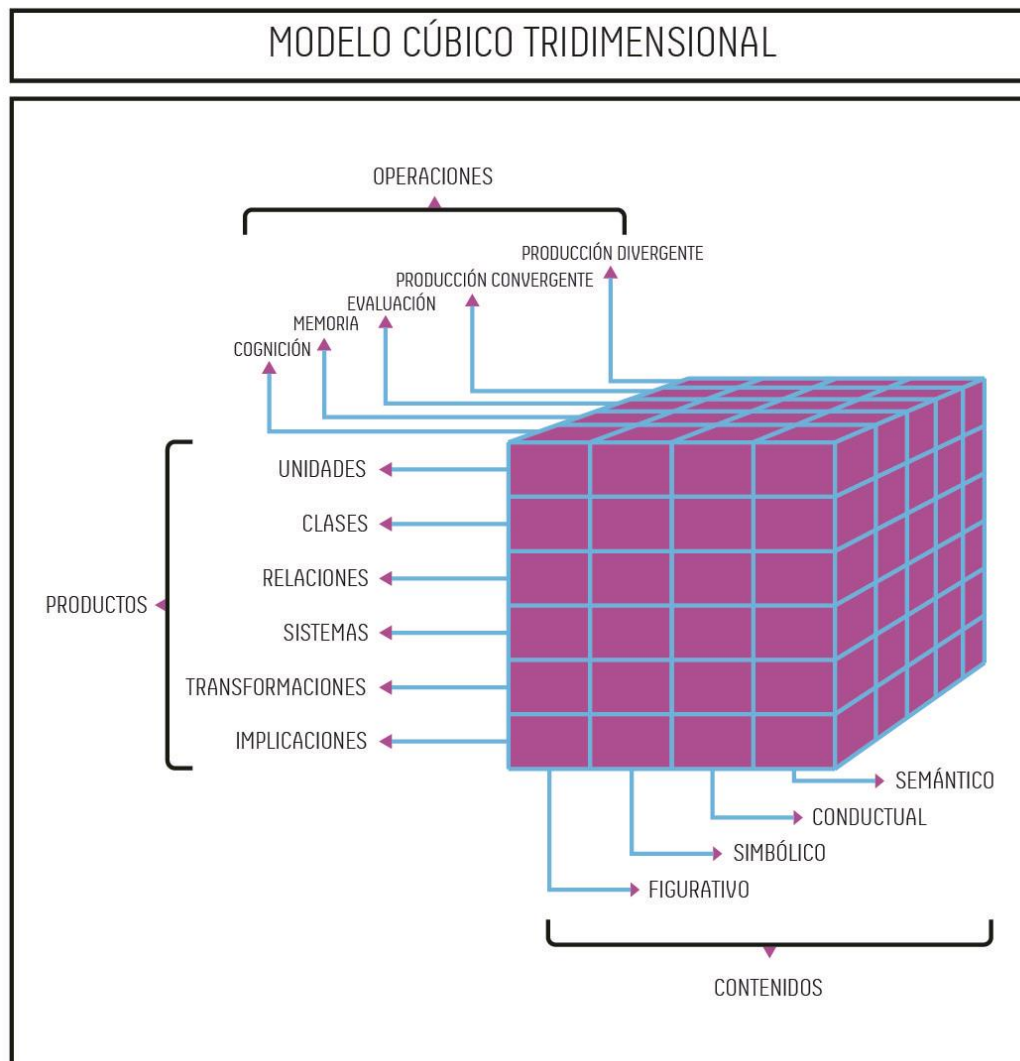 MODELO CÚBICO TRIDIMENSIONAL
OPERACIONES
PRODUCCIÓN DIVERGENTE
PRODUCCIÓN CONVERGENTE
EVALUACIÓN
MEMORIA
COGNICIÓN
UNIDADES
CLASES
RELACIONES
PRODUCTOS
SISTEMAS
TRANSFORMACIONES
IMPLICACIONES
SEMÁNTICO
CONDUCTUAL
SIMBÓLICO
FIGURATIVO
CONTENIDOS